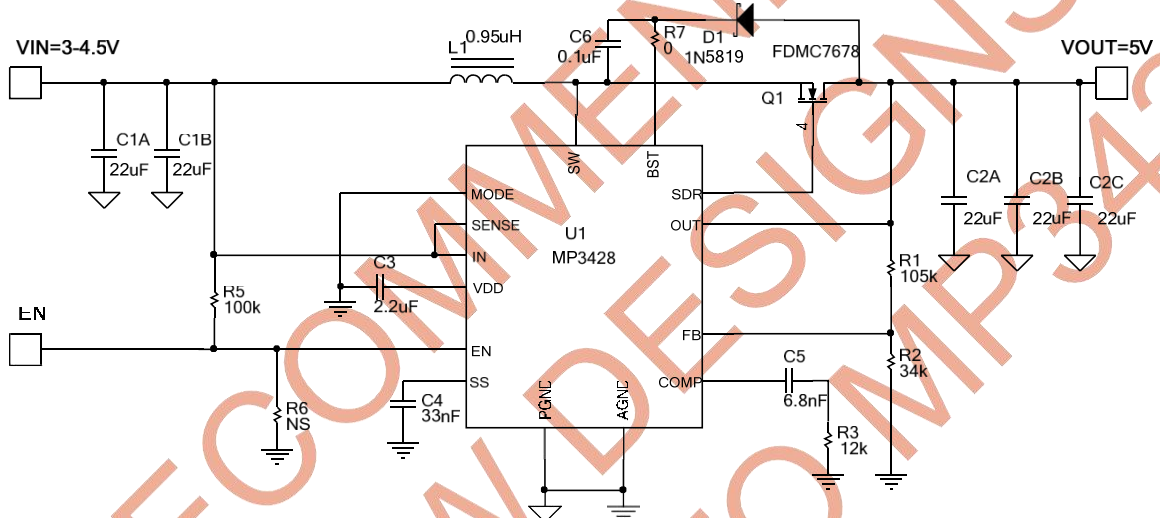 VIN=3-4.5V
L1
0.95uH
C6
0.1uF
R7
0
D1
1N5819
FDMC7678
VOUT=5V
Q1
4
C1A
22uF
C1B
22uF
SW
BST
MODE
SENSE
IN
VDD
EN
SS
SDR
OUT
FB
COMP
PGND
AGND
U1
MP3428
C2A
22uF
C2B
22uF
C2C
22uF
C3
2.2uF
R5
100k
EN
R6
NS
C4
33nF
R1
105k
R2
34k
C5
6.8nF
R3
12k
ECOMMEN
W DESIGNS
O MP342